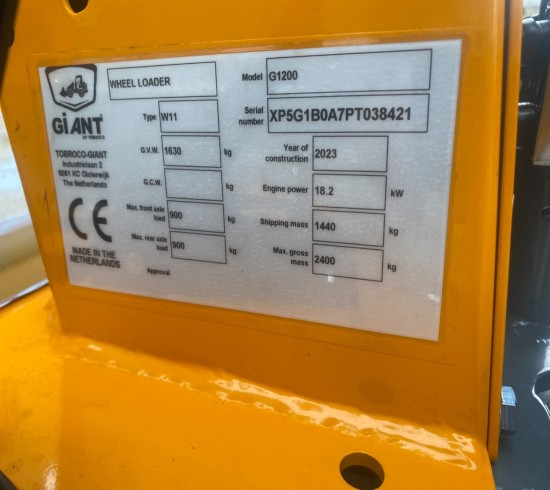 GiANT
BY TOBROCO
WHEEL LOADER
Model G1200
Type W11
Serial number XP5G1B0A7PT038421
TOBROCO-GIANT
Industrielaan 2
5061 KC Oisterwijk
The Netherlands
G.V.W. 1630 kg
Year of construction 2023
G.C.W. kg
Engine power 18.2 kW
Max. front axle load 900 kg
Shipping mass 1440 kg
Max. rear axle load 900 kg
Max. gross mass 2400 kg
CE
MADE IN THE
NETHERLANDS
Approval